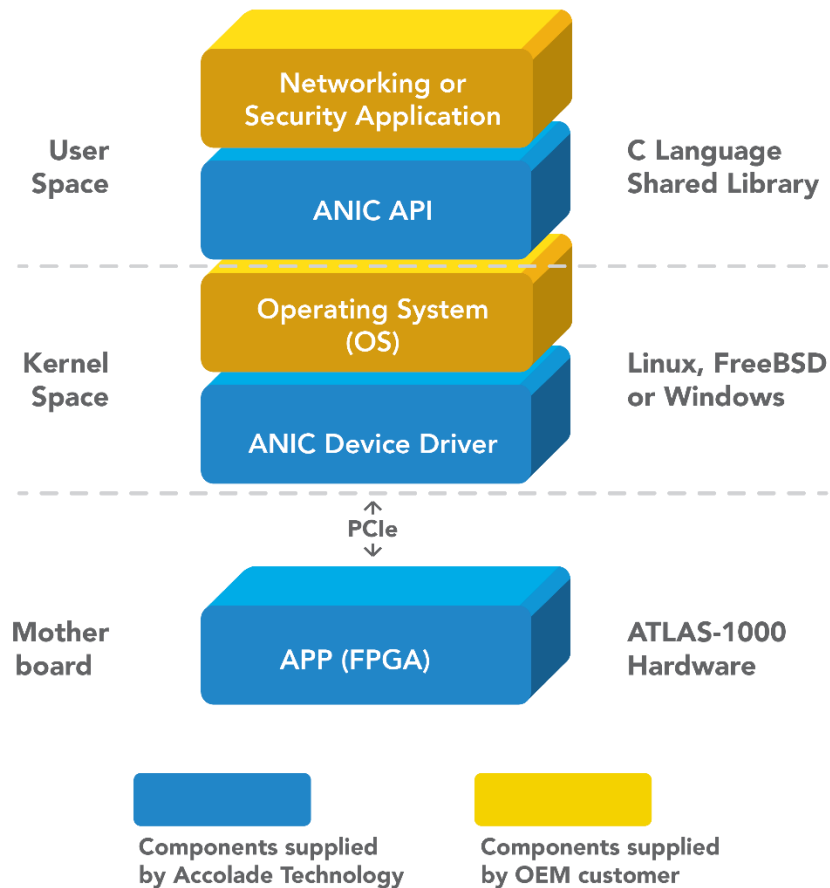 Networking or
Security Application
User
Space
C Language
Shared Library
ANIC API
Operating System
(OS)
Kernel
Space
Linux, FreeBSD
or Windows
ANIC Device Driver
PCIe
Mother
board
APP (FPGA)
ATLAS-1000
Hardware
Components supplied
by Accolade Technology
Components supplied
by OEM customer